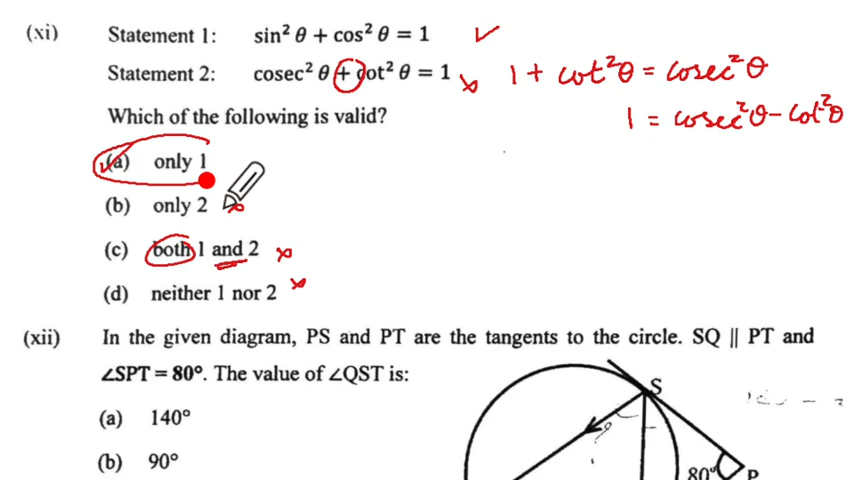 (xi) Statement 1: sin² θ + cos² θ = 1
Statement 2: cosec² θ + cot² θ = 1 1 + cot²θ = cosec²θ
1 = cosec²θ − cot²θ
Which of the following is valid?
(a) only 1
(b) only 2
(c) both 1 and 2
(d) neither 1 nor 2
(xii) In the given diagram, PS and PT are the tangents to the circle. SQ || PT and
∠SPT = 80°. The value of ∠QST is:
(a) 140°
(b) 90°
S
80°
P